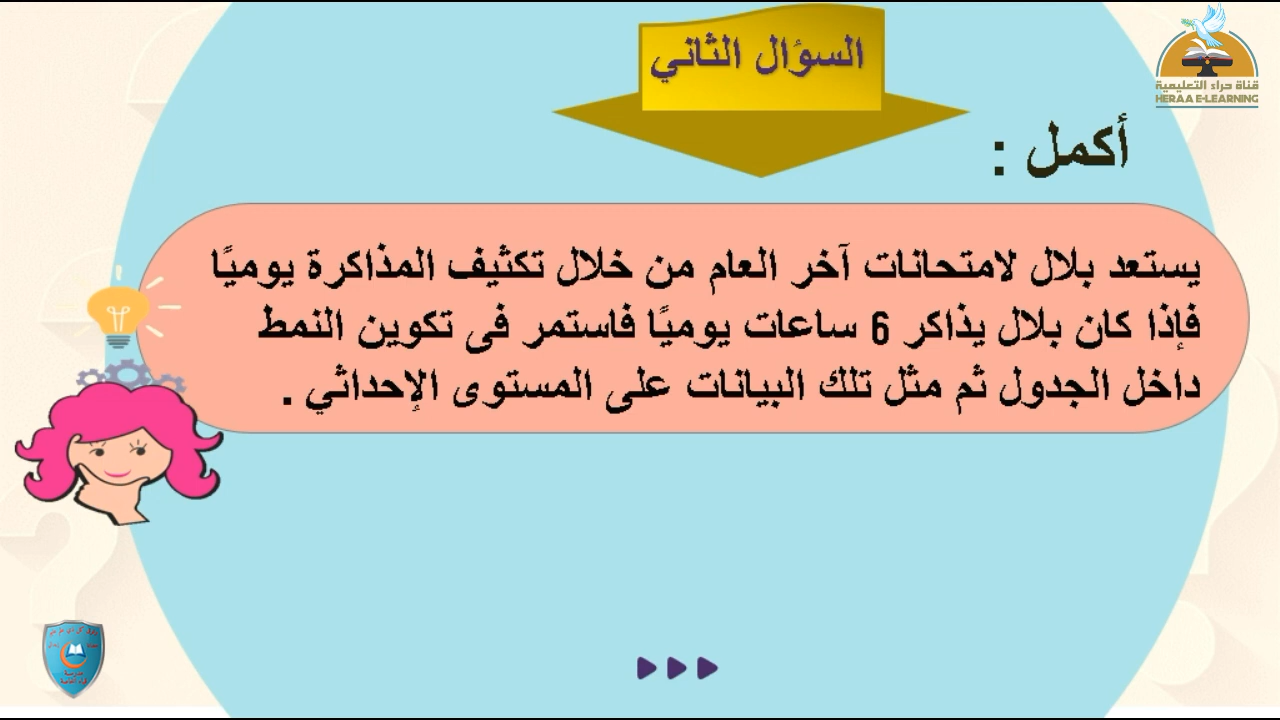 السؤال الثاني
قناة حراء التعليمية
HERAA E-LEARNING
أكمل :
يستعد بلال لامتحانات آخر العام من خلال تكثيف المذاكرة يوميًا
فإذا كان بلال يذاكر 6 ساعات يوميًا فاستمر فى تكوين النمط
داخل الجدول ثم مثل تلك البيانات على المستوى الإحداثي .